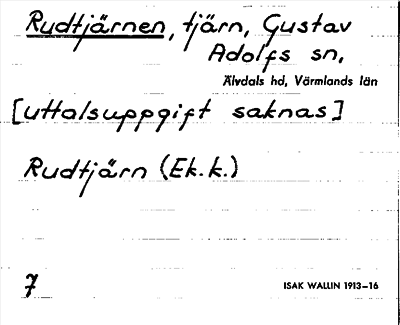 Rudtjärnen, tjärn, Gustav
Adolfs sn,
Älvdals hd, Värmlands län
[uttalsuppgift saknas]
Rudtjärn (Ek.k.)
7
ISAK WALLIN 1913–16